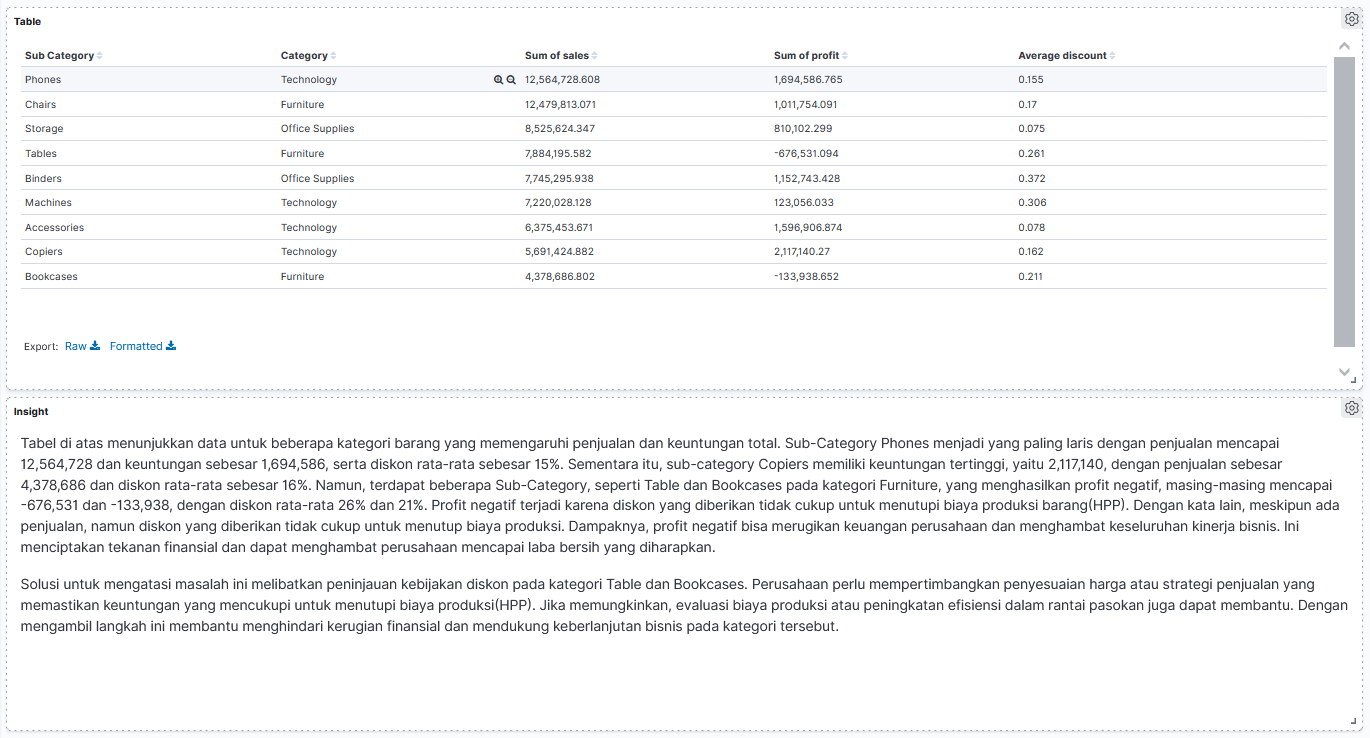 Table
Sub Category Category Sum of sales Sum of profit Average discount
Phones Technology 12,564,728.608 1,694,586.765 0.155
Chairs Furniture 12,479,813.071 1,011,754.091 0.17
Storage Office Supplies 8,525,624.347 810,102.299 0.075
Tables Furniture 7,884,195.582 -676,531.094 0.261
Binders Office Supplies 7,745,295.938 1,152,743.428 0.372
Machines Technology 7,220,028.128 123,056.033 0.306
Accessories Technology 6,375,453.671 1,596,906.874 0.078
Copiers Technology 5,691,424.882 2,117,140.27 0.162
Bookcases Furniture 4,378,686.802 -133,938.652 0.211
Export: Raw Formatted
Insight
Tabel di atas menunjukkan data untuk beberapa kategori barang yang memengaruhi penjualan dan keuntungan total. Sub-Category Phones menjadi yang paling laris dengan penjualan mencapai
12,564,728 dan keuntungan sebesar 1,694,586, serta diskon rata-rata sebesar 15%. Sementara itu, sub-category Copiers memiliki keuntungan tertinggi, yaitu 2,117,140, dengan penjualan sebesar
4,378,686 dan diskon rata-rata sebesar 16%. Namun, terdapat beberapa Sub-Category, seperti Table dan Bookcases pada kategori Furniture, yang menghasilkan profit negatif, masing-masing mencapai
-676,531 dan -133,938, dengan diskon rata-rata 26% dan 21%. Profit negatif terjadi karena diskon yang diberikan tidak cukup untuk menutupi biaya produksi barang(HPP). Dengan kata lain, meskipun ada
penjualan, namun diskon yang diberikan tidak cukup untuk menutup biaya produksi. Dampaknya, profit negatif bisa merugikan keuangan perusahaan dan menghambat keseluruhan kinerja bisnis. Ini
menciptakan tekanan finansial dan dapat menghambat perusahaan mencapai laba bersih yang diharapkan.
Solusi untuk mengatasi masalah ini melibatkan peninjauan kebijakan diskon pada kategori Table dan Bookcases. Perusahaan perlu mempertimbangkan penyesuaian harga atau strategi penjualan yang
memastikan keuntungan yang mencukupi untuk menutupi biaya produksi(HPP). Jika memungkinkan, evaluasi biaya produksi atau peningkatan efisiensi dalam rantai pasokan juga dapat membantu. Dengan
mengambil langkah ini membantu menghindari kerugian finansial dan mendukung keberlanjutan bisnis pada kategori tersebut.